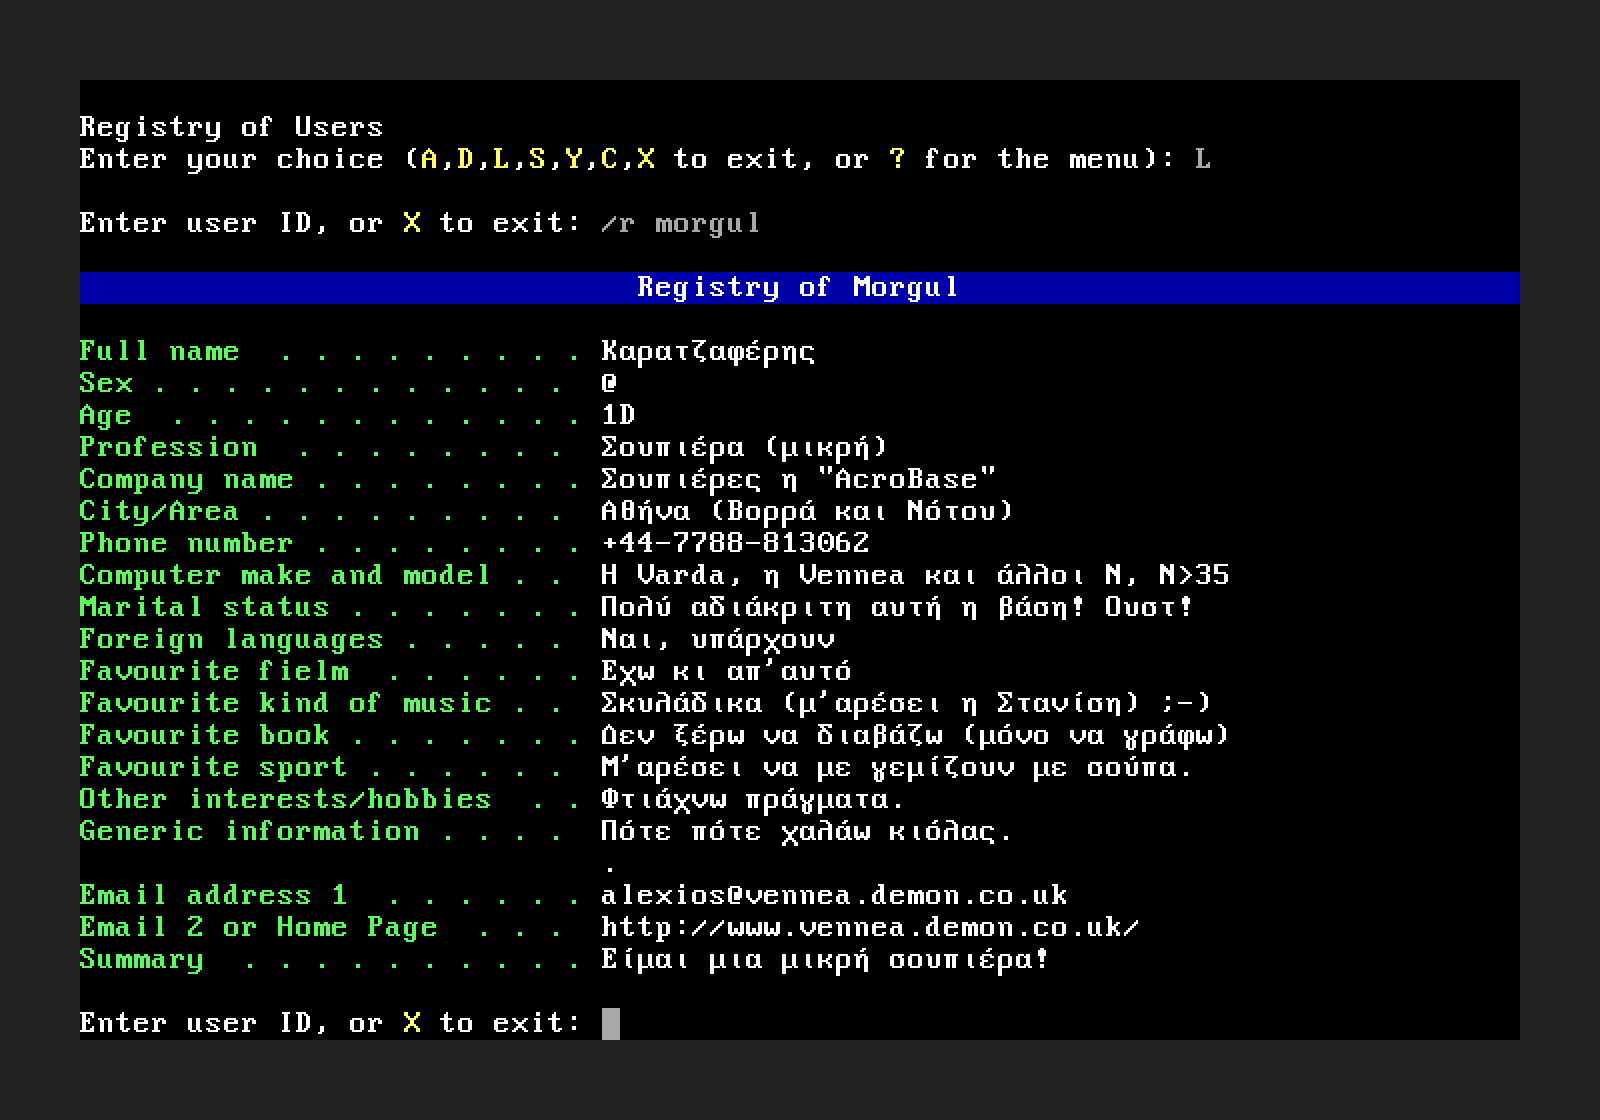 Registry of Users
Enter your choice (A,D,L,S,Y,C,X to exit, or ? for the menu): L
Enter user ID, or X to exit: /r morgul
Registry of Morgul
Full name  . . . . . . . . . Καρατζαφέρης
Sex . . . . . . . . . . . .  @
Age  . . . . . . . . . . . . 1D
Profession  . . . . . . . .  Σουπιέρα (μικρή)
Company name . . . . . . . . Σουπιέρες η "AcroBase"
City/Area . . . . . . . . .  Αθήνα (Βορρά και Νότου)
Phone number . . . . . . . . +44-7788-813062
Computer make and model . .  Η Varda, η Vennea και άλλοι Ν, Ν>35
Marital status . . . . . . . Πολύ αδιάκριτη αυτή η βάση! Ουστ!
Foreign languages . . . . .  Ναι, υπάρχουν
Favourite fielm  . . . . . . Εχω κι απ'αυτό
Favourite kind of music . .  Σκυλάδικα (μ'αρέσει η Στανίση) ;-)
Favourite book . . . . . . . Δεν ξέρω να διαβάζω (μόνο να γράφω)
Favourite sport . . . . . .  Μ'αρέσει να με γεμίζουν με σούπα.
Other interests/hobbies  . . Φτιάχνω πράγματα.
Generic information . . . .  Πότε πότε χαλάω κιόλας.
.
Email address 1  . . . . . . alexios@vennea.demon.co.uk
Email 2 or Home Page  . . .  http://www.vennea.demon.co.uk/
Summary  . . . . . . . . . . Είμαι μια μικρή σουπιέρα!
Enter user ID, or X to exit: